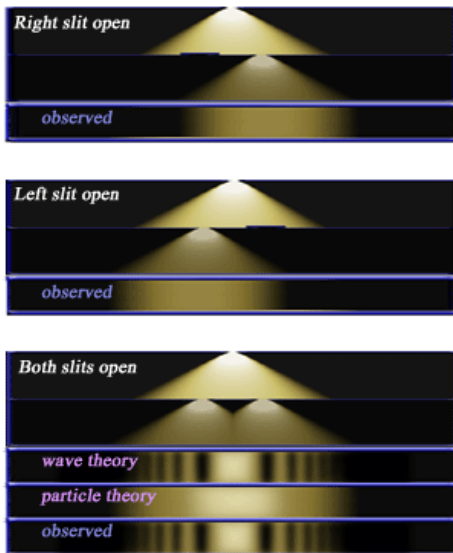 Right slit open
observed
Left slit open
observed
Both slits open
wave theory
particle theory
observed